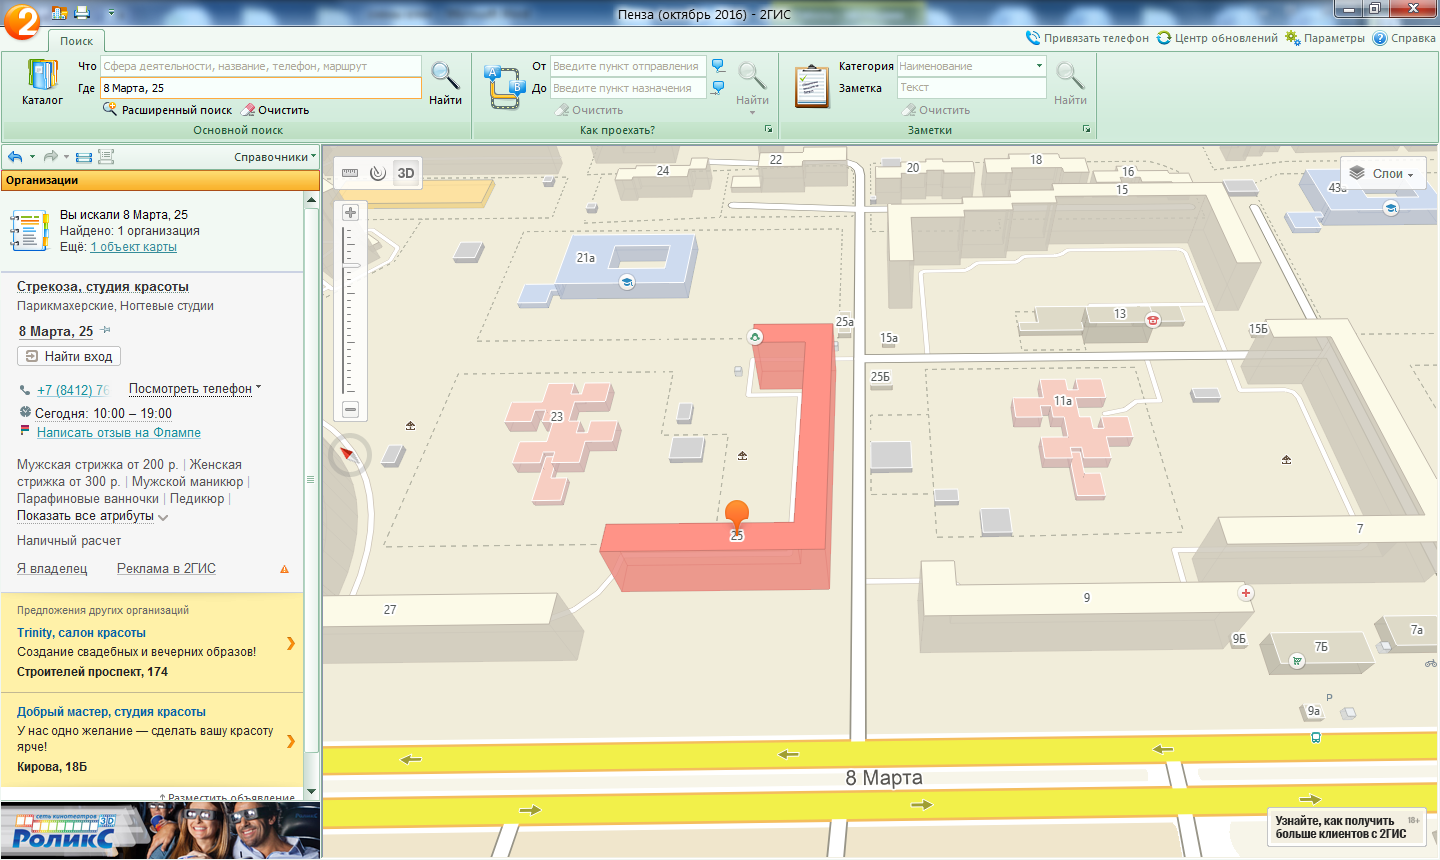 Пенза (октябрь 2016) - 2ГИС
2
Поиск
Привязать телефон
Центр обновлений
Параметры
Справка
Каталог
Что
Сфера деятельности, название, телефон, маршрут
Где
8 Марта, 25
Расширенный поиск
Очистить
Найти
Основной поиск
A
B
От
Введите пункт отправления
До
Введите пункт назначения
Очистить
Найти
Как проехать?
Категория
Наименование
Заметка
Текст
Очистить
Найти
Заметки
Справочники
Организации
Вы искали 8 Марта, 25
Найдено: 1 организация
Ещё: 1 объект карты
Стрекоза, студия красоты
Парикмахерские, Ногтевые студии
8 Марта, 25
Найти вход
+7 (8412) 76
Посмотреть телефон
Сегодня: 10:00 – 19:00
Написать отзыв на Флампе
Мужская стрижка от 200 р. | Женская
стрижка от 300 р. | Мужской маникюр |
Парафиновые ванночки | Педикюр |
Показать все атрибуты
Наличный расчет
Я владелец
Реклама в 2ГИС
Предложения других организаций
Trinity, салон красоты
Создание свадебных и вечерних образов!
Строителей проспект, 174
Добрый мастер, студия красоты
У нас одно желание — сделать вашу красоту
ярче!
Кирова, 18Б
Разместить объявление
сеть кинотеатров
3D
РОЛИКС
3D
Слои
24
22
20
18
16
15
43а
21а
25а
15а
13
15Б
25Б
23
11а
25
7
27
9
9Б
7Б
7а
P
9а
8 Марта
Узнайте, как получить
больше клиентов с 2ГИС
18+